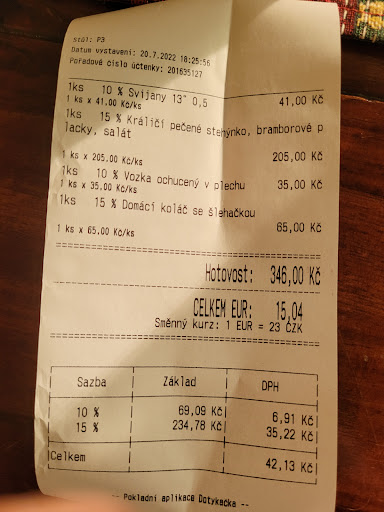 stůl: P3
Datum vystavení: 20.7.2022 18:25:56
Pořadové číslo účtenky: 201635127
1ks 10 % Svijany 13° 0,5
1 ks x 41.00 Kč/ks 41,00 Kč
1ks 15 % Králičí pečené stehýnko, bramborové p
lacky, salát
1 ks x 205.00 Kč/ks 205,00 Kč
1ks 10 % Vozka ochucený v plechu
1 ks x 35.00 Kč/ks 35,00 Kč
1ks 15 % Domácí koláč se šlehačkou
1 ks x 65.00 Kč/ks 65,00 Kč
Hotovost: 346,00 Kč
CELKEM EUR: 15,04
Směnný kurz: 1 EUR = 23 CZK
Sazba Základ DPH
10 % 69,09 Kč 6,91 Kč
15 % 234,78 Kč 35,22 Kč
Celkem 42,13 Kč
-- Pokladní aplikace Dotykačka --